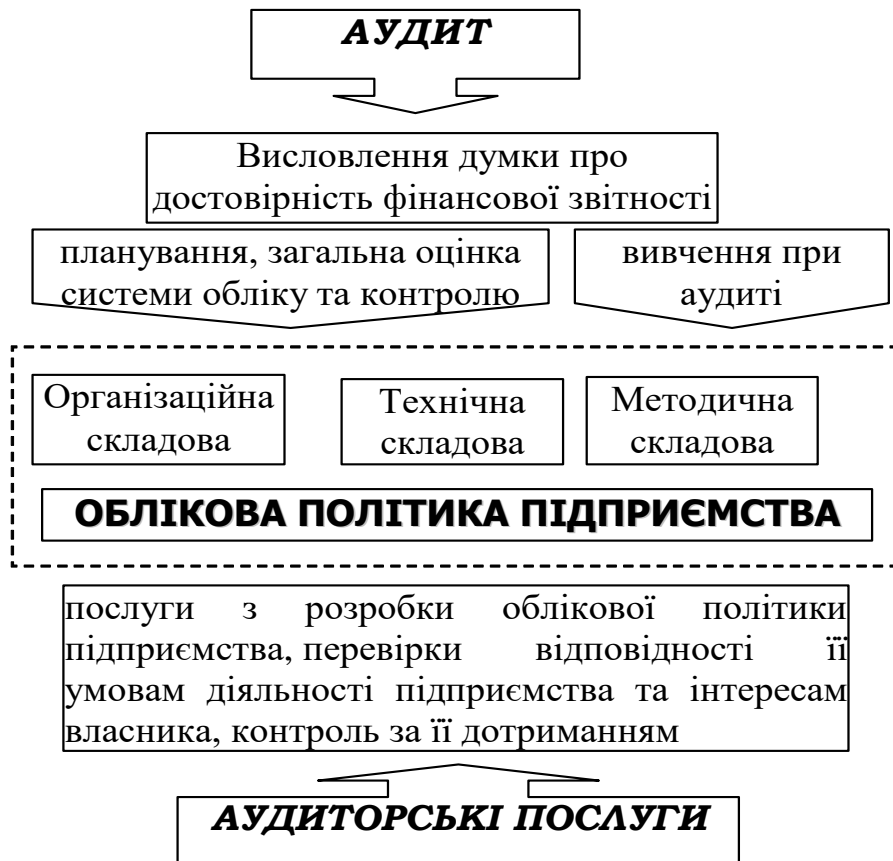 АУДИТ
Висловлення думки про
достовірність фінансової звітності
планування, загальна оцінка
системи обліку та контролю
вивчення при
аудиті
Організаційна
складова
Технічна
складова
Методична
складова
ОБЛІКОВА ПОЛІТИКА ПІДПРИЄМСТВА
послуги з розробки облікової політики
підприємства, перевірки відповідності її
умовам діяльності підприємства та інтересам
власника, контроль за її дотриманням
АУДИТОРСЬКІ ПОСЛУГИ